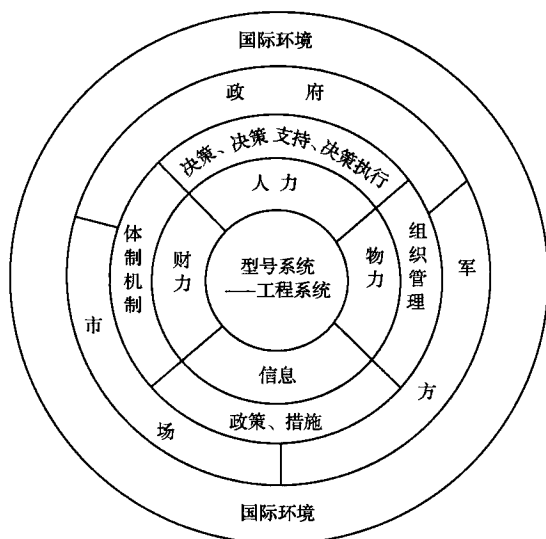 国际环境
政府
决策、决策支持、决策执行
人力
体制机制
财力
型号系统
——工程系统
物力
组织管理
军方
市场
信息
政策、措施
国际环境